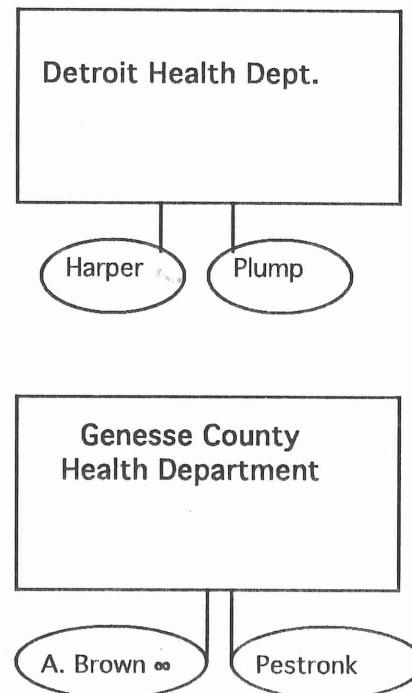 Detroit Health Dept.
Harper
Plump
Genesse County
Health Department
A. Brown ∞
Pestronk